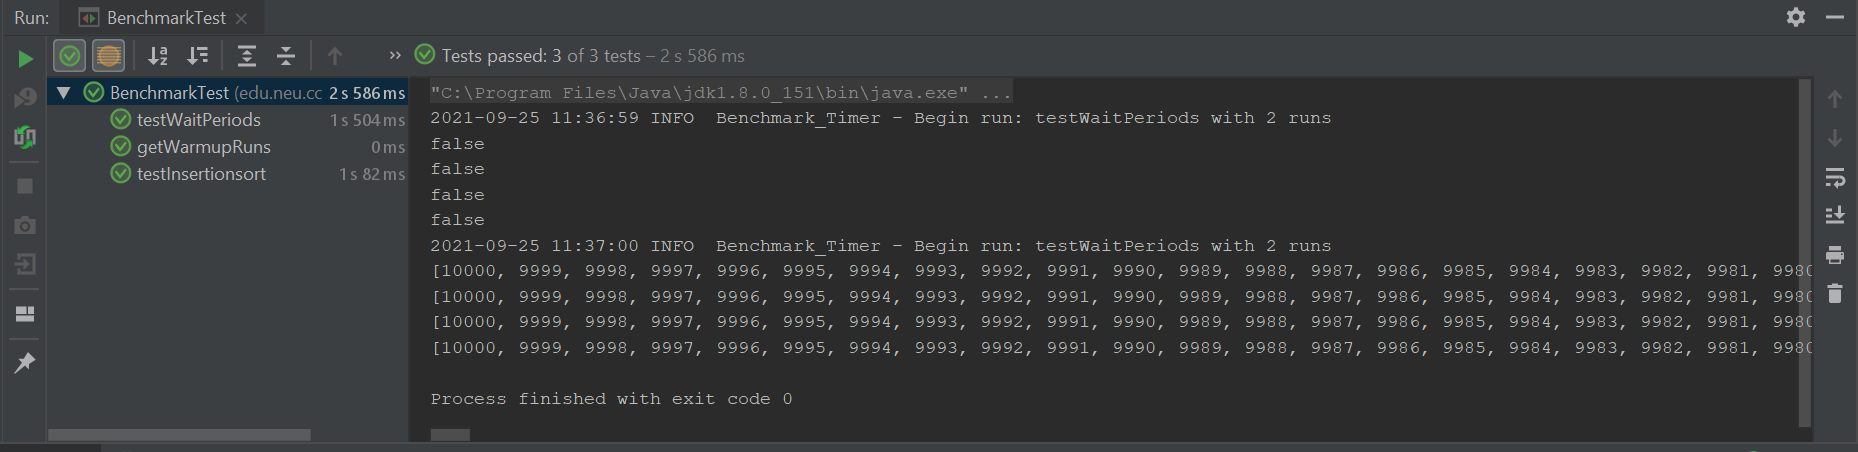 Run: BenchmarkTest
Tests passed: 3 of 3 tests – 2 s 586 ms
BenchmarkTest (edu.neu.cc 2 s 586 ms
testWaitPeriods 1 s 504 ms
getWarmupRuns 0 ms
testInsertionsort 1 s 82 ms
"C:\Program Files\Java\jdk1.8.0_151\bin\java.exe" ...
2021-09-25 11:36:59 INFO  Benchmark_Timer - Begin run: testWaitPeriods with 2 runs
false
false
false
false
2021-09-25 11:37:00 INFO  Benchmark_Timer - Begin run: testWaitPeriods with 2 runs
[10000, 9999, 9998, 9997, 9996, 9995, 9994, 9993, 9992, 9991, 9990, 9989, 9988, 9987, 9986, 9985, 9984, 9983, 9982, 9981, 9980
[10000, 9999, 9998, 9997, 9996, 9995, 9994, 9993, 9992, 9991, 9990, 9989, 9988, 9987, 9986, 9985, 9984, 9983, 9982, 9981, 9980
[10000, 9999, 9998, 9997, 9996, 9995, 9994, 9993, 9992, 9991, 9990, 9989, 9988, 9987, 9986, 9985, 9984, 9983, 9982, 9981, 9980
[10000, 9999, 9998, 9997, 9996, 9995, 9994, 9993, 9992, 9991, 9990, 9989, 9988, 9987, 9986, 9985, 9984, 9983, 9982, 9981, 9980
Process finished with exit code 0